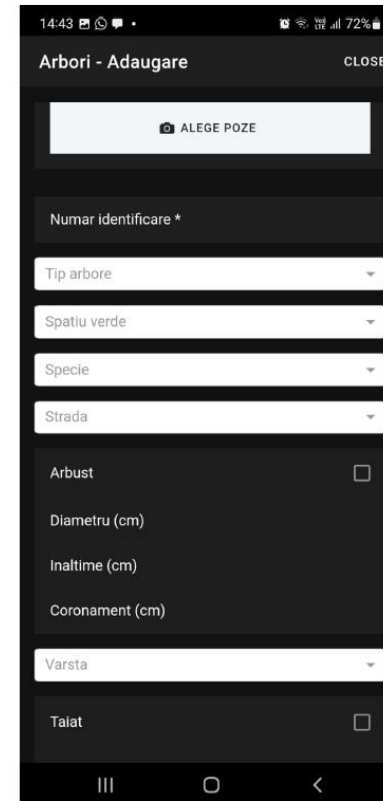 14:43 72%
Arbori - Adaugare CLOSE
ALEGE POZE
Numar identificare *
Tip arbore
Spatiu verde
Specie
Strada
Arbust
Diametru (cm)
Inaltime (cm)
Coronament (cm)
Varsta
Taiat